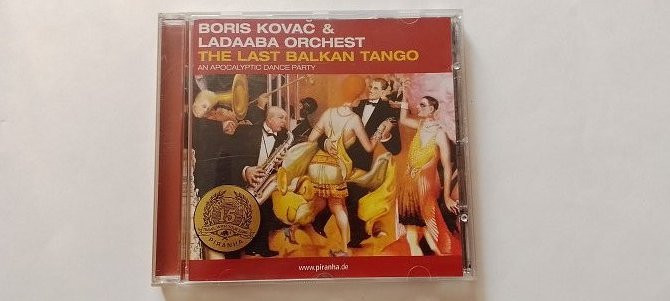 BORIS KOVAČ &
LADAABA ORCHEST
THE LAST BALKAN TANGO
AN APOCALYPTIC DANCE PARTY
15
PIRANHA
www.piranha.de